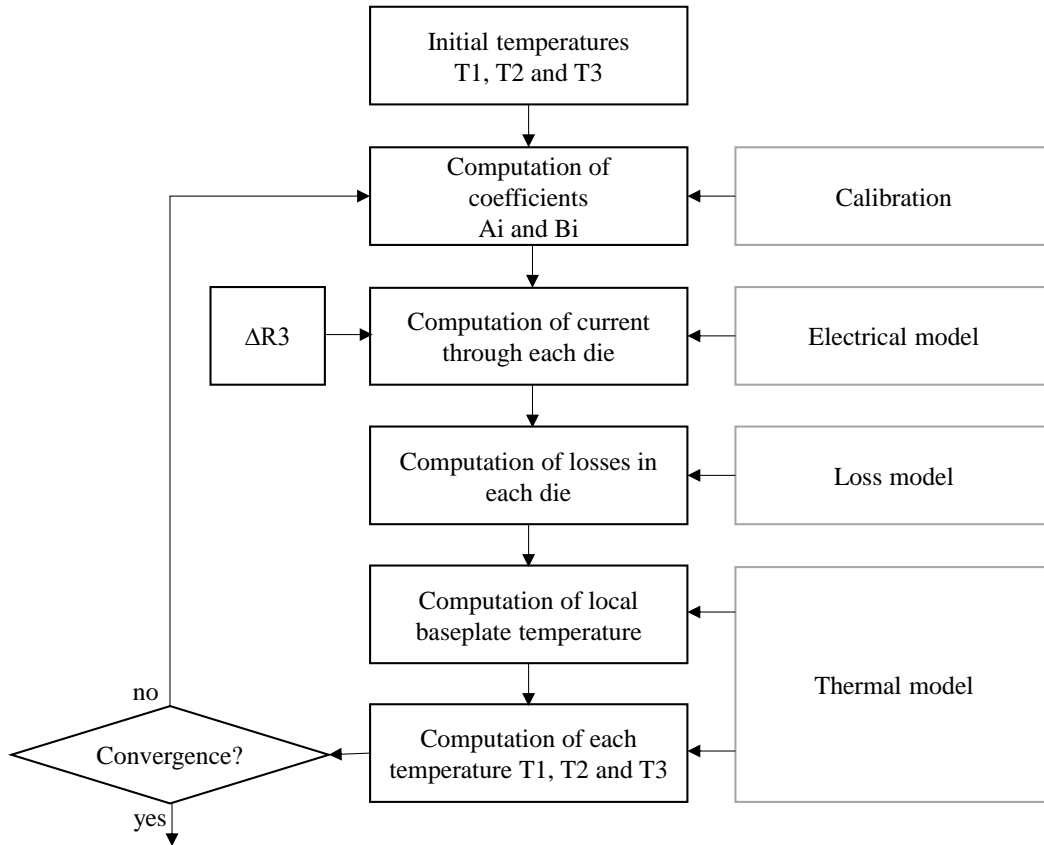 Initial temperatures
T1, T2 and T3
Computation of
coefficients
Ai and Bi
Calibration
ΔR3
Computation of current
through each die
Electrical model
Computation of losses in
each die
Loss model
Computation of local
baseplate temperature
Thermal model
no
Convergence?
Computation of each
temperature T1, T2 and T3
yes